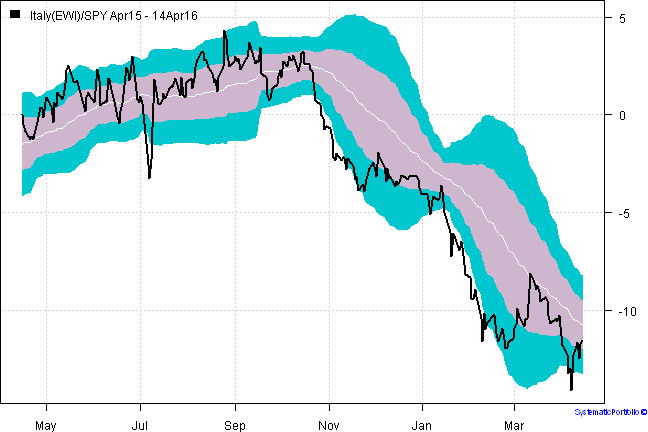 Italy(EWI)/SPY Apr15 - 14Apr16
5
0
-5
-10
May Jul Sep Nov Jan Mar
SystematicPortfolio ©